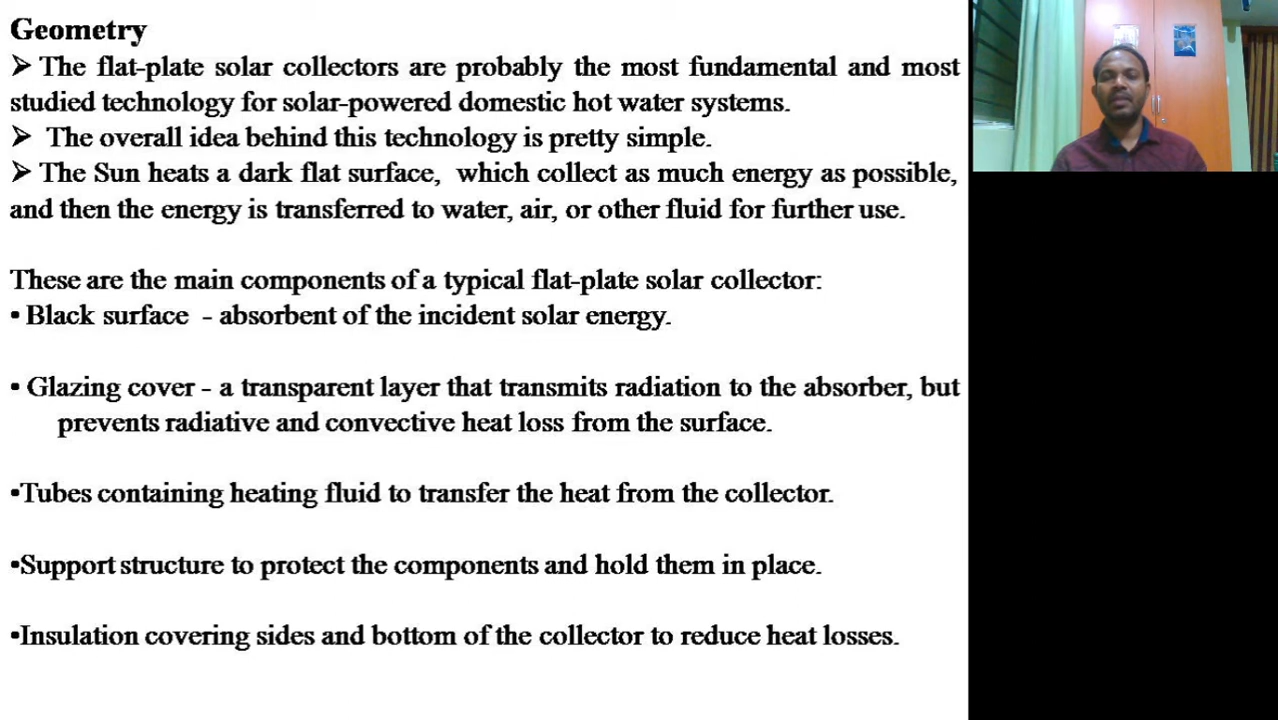 Geometry
➤ The flat-plate solar collectors are probably the most fundamental and most
studied technology for solar-powered domestic hot water systems.
➤ The overall idea behind this technology is pretty simple.
➤ The Sun heats a dark flat surface, which collect as much energy as possible,
and then the energy is transferred to water, air, or other fluid for further use.
These are the main components of a typical flat-plate solar collector:
• Black surface - absorbent of the incident solar energy.
• Glazing cover - a transparent layer that transmits radiation to the absorber, but
prevents radiative and convective heat loss from the surface.
•Tubes containing heating fluid to transfer the heat from the collector.
•Support structure to protect the components and hold them in place.
•Insulation covering sides and bottom of the collector to reduce heat losses.